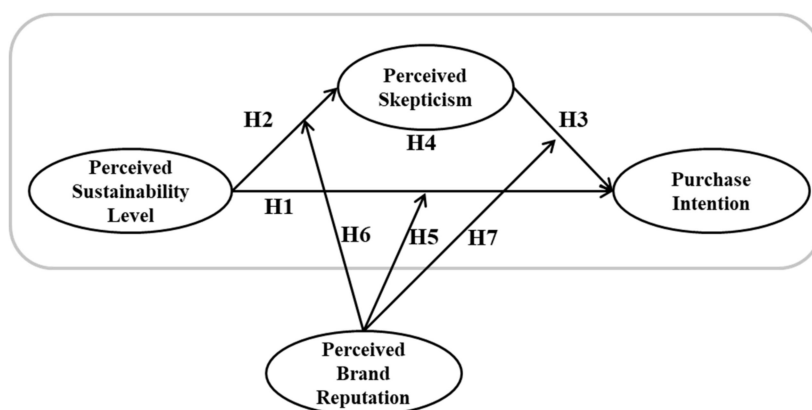 Perceived
Skepticism
H2
H3
H4
Perceived
Sustainability
Level
Purchase
Intention
H1
H6
H5
H7
Perceived
Brand
Reputation